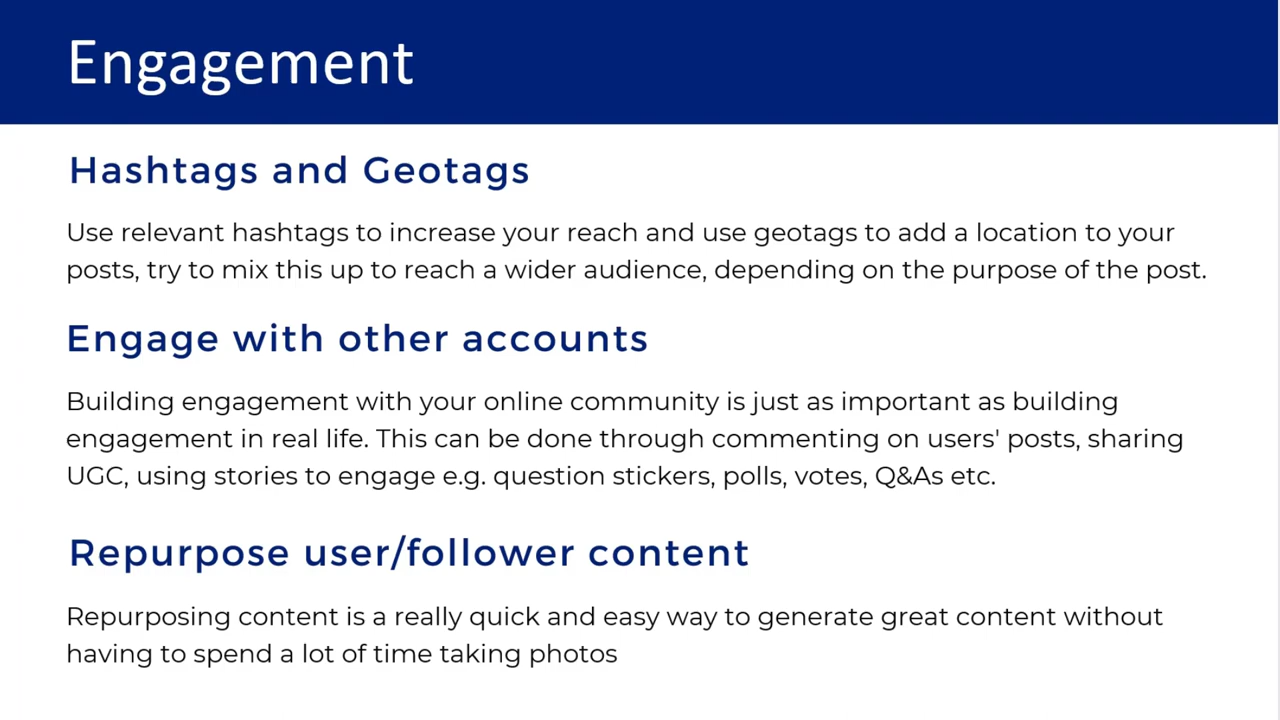 Engagement
Hashtags and Geotags
Use relevant hashtags to increase your reach and use geotags to add a location to your
posts, try to mix this up to reach a wider audience, depending on the purpose of the post.
Engage with other accounts
Building engagement with your online community is just as important as building
engagement in real life. This can be done through commenting on users' posts, sharing
UGC, using stories to engage e.g. question stickers, polls, votes, Q&As etc.
Repurpose user/follower content
Repurposing content is a really quick and easy way to generate great content without
having to spend a lot of time taking photos